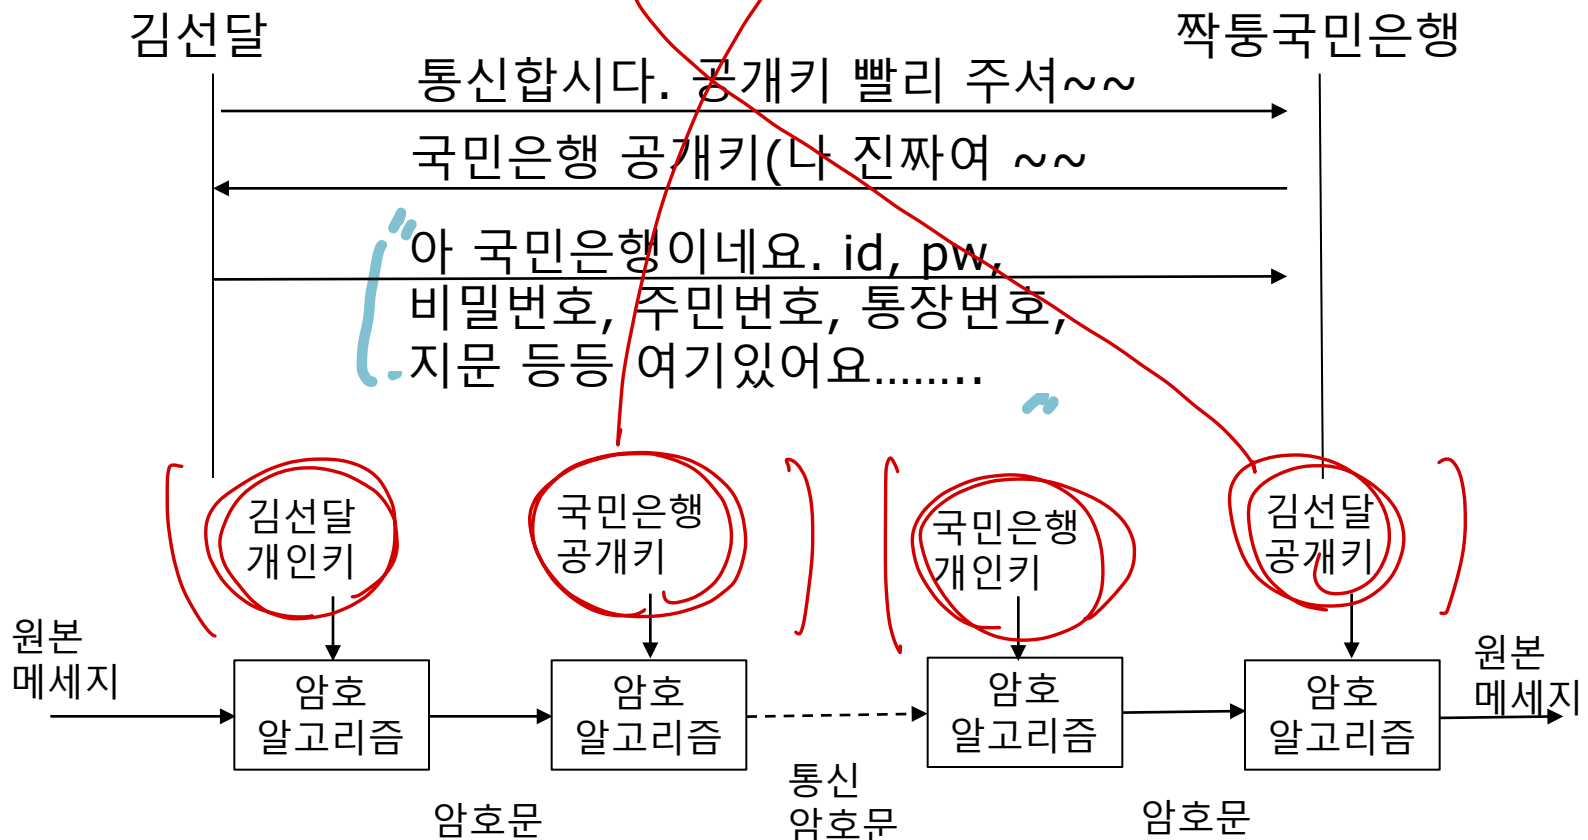 김선달
짝퉁국민은행
통신합시다. 공개키 빨리 주셔~~
국민은행 공개키(나 진짜여 ~~
아 국민은행이네요. id, pw,
비밀번호, 주민번호, 통장번호,
지문 등등 여기있어요……..
김선달
개인키
국민은행
공개키
국민은행
개인키
김선달
공개키
원본
메세지
암호
알고리즘
암호
알고리즘
암호
알고리즘
암호
알고리즘
원본
메세지
암호문
통신
암호문
암호문